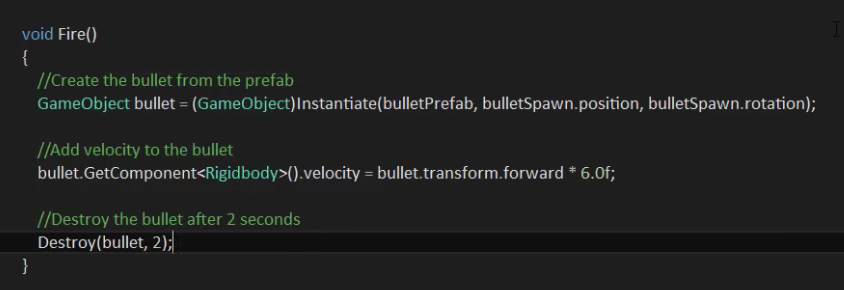 void Fire()
{
//Create the bullet from the prefab
GameObject bullet = (GameObject)Instantiate(bulletPrefab, bulletSpawn.position, bulletSpawn.rotation);
//Add velocity to the bullet
bullet.GetComponent<Rigidbody>().velocity = bullet.transform.forward * 6.0f;
//Destroy the bullet after 2 seconds
Destroy(bullet, 2);
}